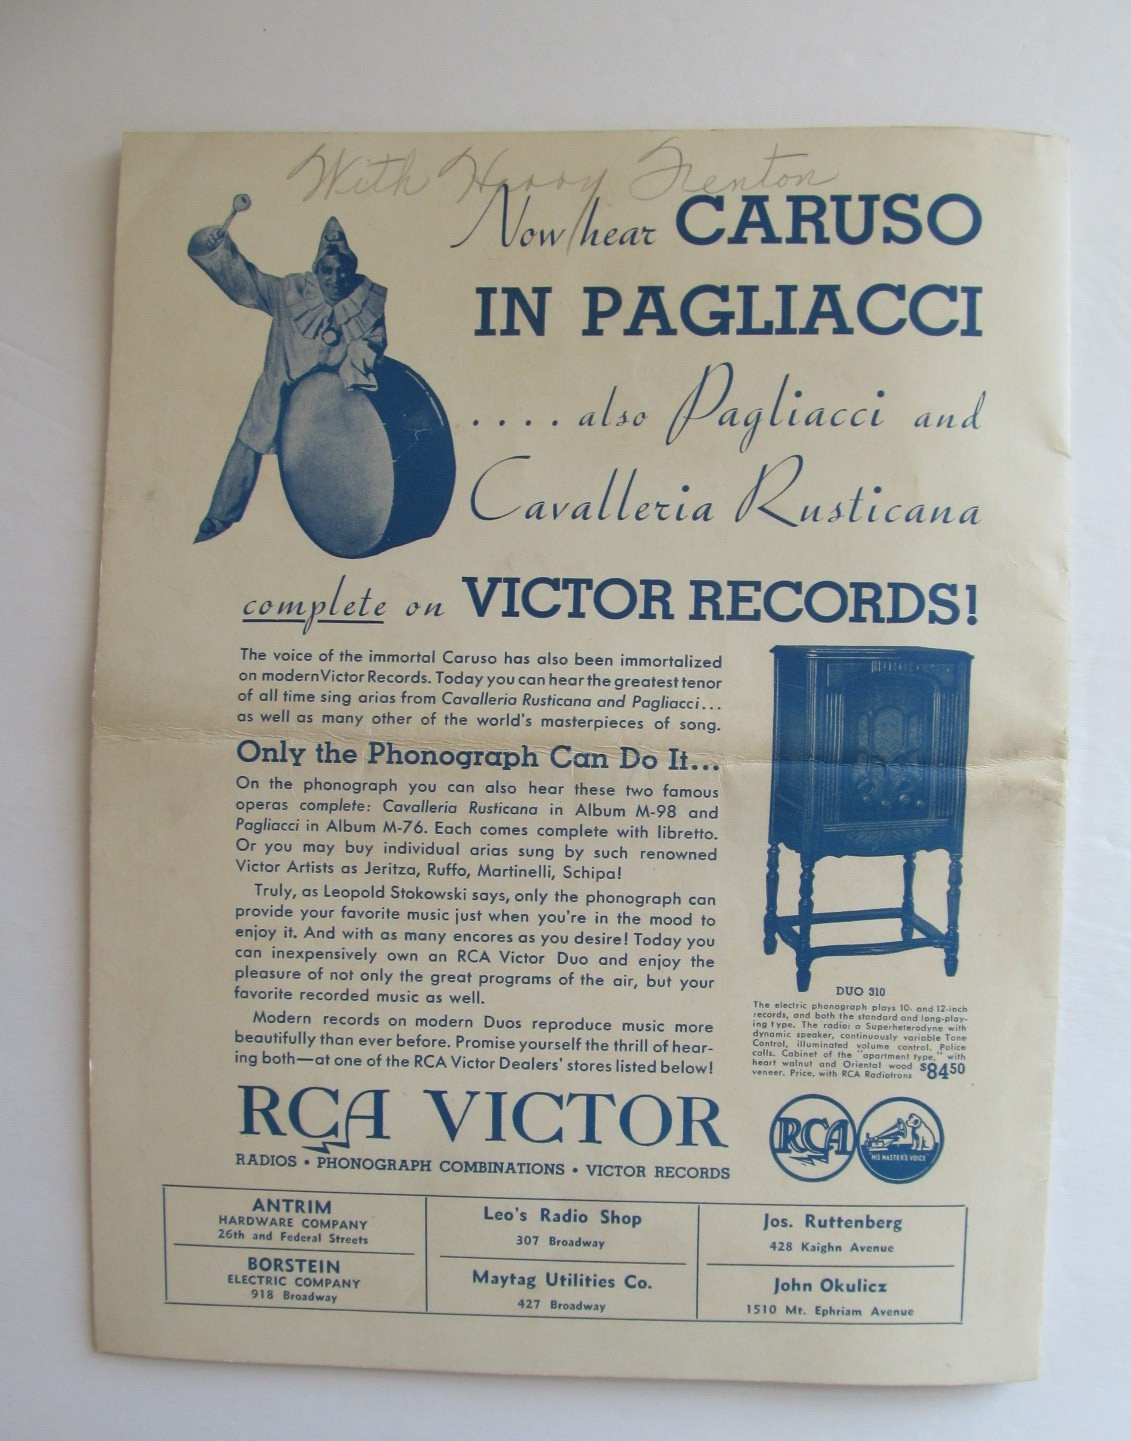 With Harry Trenton
Now hear CARUSO
IN PAGLIACCI
....also Pagliacci and
Cavalleria Rusticana
complete on VICTOR RECORDS!
The voice of the immortal Caruso has also been immortalized
on modern Victor Records. Today you can hear the greatest tenor
of all time sing arias from Cavalleria Rusticana and Pagliacci...
as well as many other of the world's masterpieces of song.
Only the Phonograph Can Do It...
On the phonograph you can also hear these two famous
operas complete: Cavalleria Rusticana in Album M-98 and
Pagliacci in Album M-76. Each comes complete with libretto.
Or you may buy individual arias sung by such renowned
Victor Artists as Jeritza, Ruffo, Martinelli, Schipa!
Truly, as Leopold Stokowski says, only the phonograph can
provide your favorite music just when you're in the mood to
enjoy it. And with as many encores as you desire! Today you
can inexpensively own an RCA Victor Duo and enjoy the
pleasure of not only the great programs of the air, but your
favorite recorded music as well.
Modern records on modern Duos reproduce music more
beautifully than ever before. Promise yourself the thrill of hear-
ing both—at one of the RCA Victor Dealers' stores listed below!
DUO 310
The electric phonograph plays 10- and 12-inch
records, and both the standard and long-play-
ing type. The radio: a Superheterodyne with
dynamic speaker, continuously variable Tone
Control, illuminated volume control. Police
calls. Cabinet of the "apartment type," with
heart walnut and Oriental wood
veneer. Price, with RCA Radiotrons $84.50
RCA VICTOR
RADIOS • PHONOGRAPH COMBINATIONS • VICTOR RECORDS
RCA
HIS MASTER'S VOICE
ANTRIM
HARDWARE COMPANY
26th and Federal Streets
BORSTEIN
ELECTRIC COMPANY
918 Broadway
Leo's Radio Shop
307 Broadway
Maytag Utilities Co.
427 Broadway
Jos. Ruttenberg
428 Kaighn Avenue
John Okulicz
1510 Mt. Ephriam Avenue